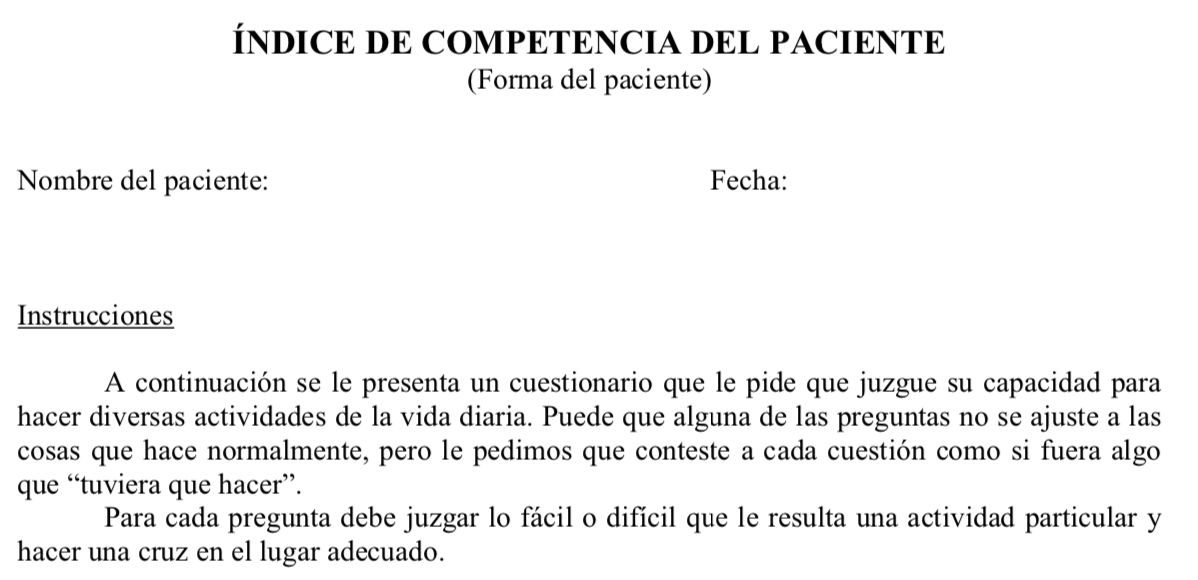 ÍNDICE DE COMPETENCIA DEL PACIENTE
(Forma del paciente)
Nombre del paciente: Fecha:
Instrucciones
A continuación se le presenta un cuestionario que le pide que juzgue su capacidad para
hacer diversas actividades de la vida diaria. Puede que alguna de las preguntas no se ajuste a las
cosas que hace normalmente, pero le pedimos que conteste a cada cuestión como si fuera algo
que “tuviera que hacer”.
Para cada pregunta debe juzgar lo fácil o difícil que le resulta una actividad particular y
hacer una cruz en el lugar adecuado.